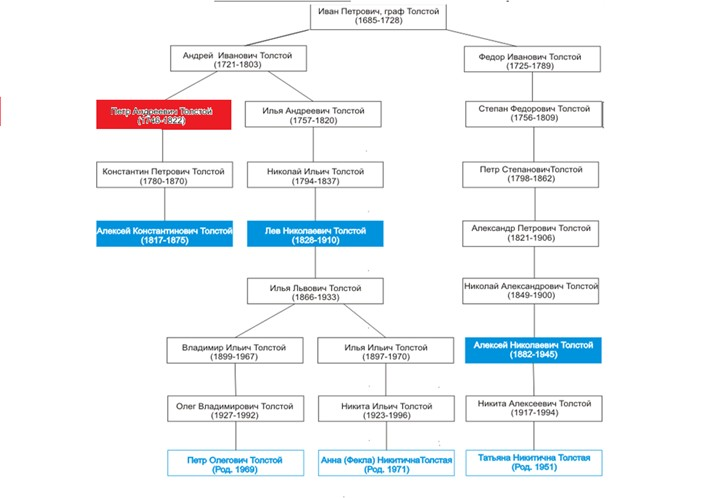 Иван Петрович, граф Толстой
(1685-1728)
Андрей Иванович Толстой
(1721-1803)
Федор Иванович Толстой
(1725-1789)
Петр Андреевич Толстой
(1746-1822)
Илья Андреевич Толстой
(1757-1820)
Степан Федорович Толстой
(1756-1809)
Константин Петрович Толстой
(1780-1870)
Николай Ильич Толстой
(1794-1837)
Петр СтепановичТолстой
(1798-1862)
Алексей Константинович Толстой
(1817-1875)
Лев Николаевич Толстой
(1828-1910)
Александр Петрович Толстой
(1821-1906)
Илья Львович Толстой
(1866-1933)
Николай Александрович Толстой
(1849-1900)
Владимир Ильич Толстой
(1899-1967)
Илья Ильич Толстой
(1897-1970)
Алексей Николаевич Толстой
(1882-1945)
Олег Владимирович Толстой
(1927-1992)
Никита Ильич Толстой
(1923-1996)
Никита Алексеевич Толстой
(1917-1994)
Петр Олегович Толстой
(Род. 1969)
Анна (Фекла) НикитичнаТолстая
(Род. 1971)
Татьяна Никитична Толстая
(Род. 1951)